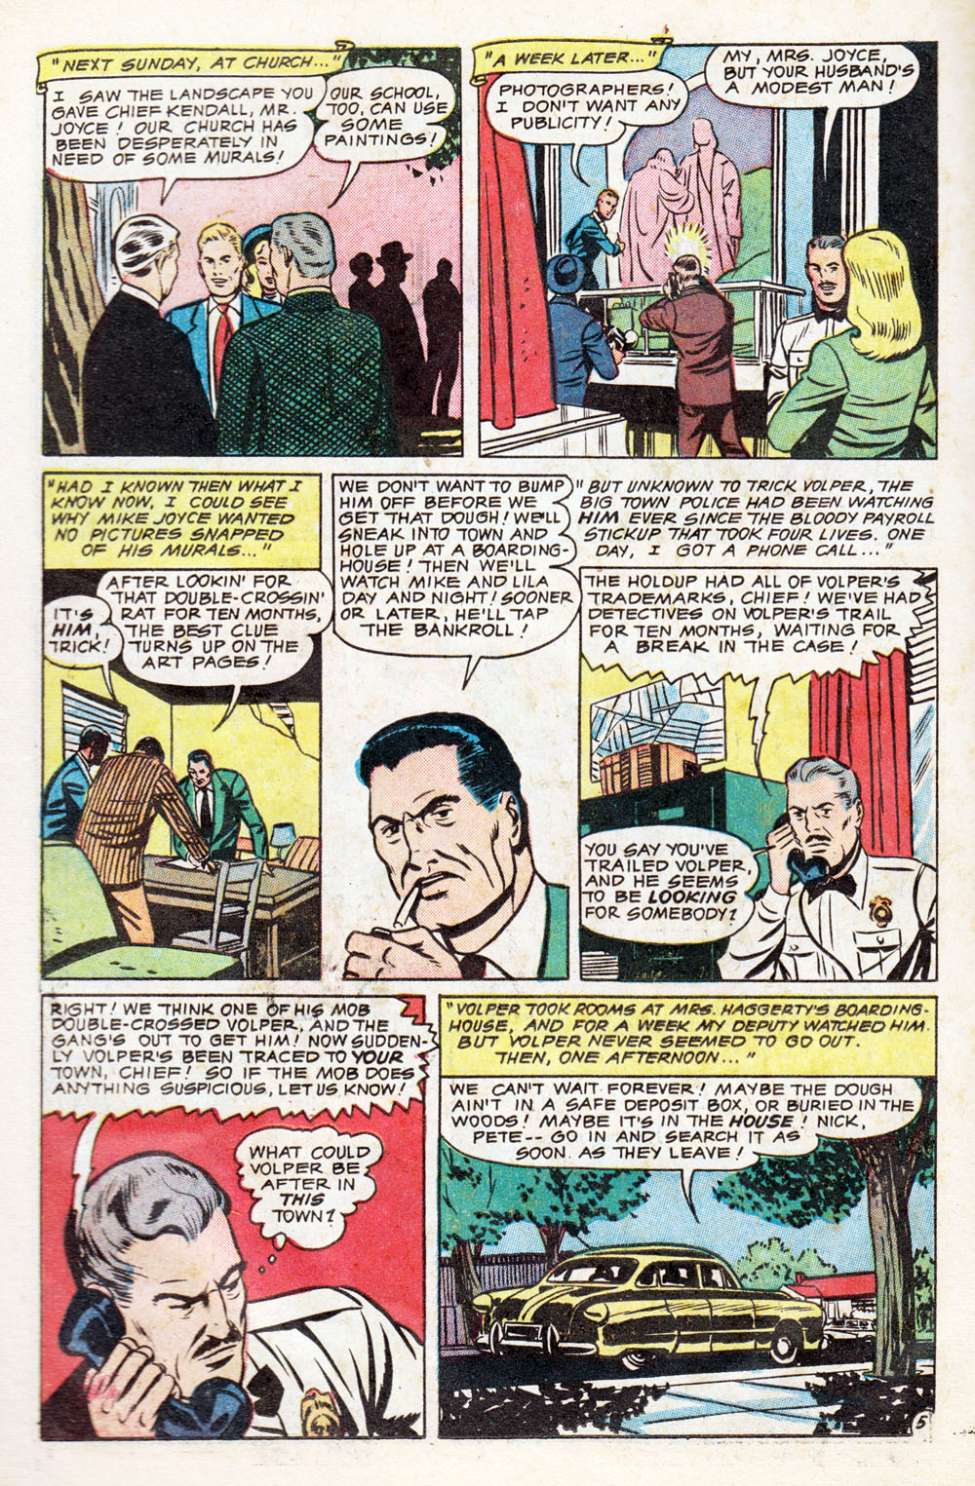 "NEXT SUNDAY, AT CHURCH..."
I SAW THE LANDSCAPE YOU
GAVE CHIEF KENDALL, MR.
JOYCE! OUR CHURCH HAS
BEEN DESPERATELY IN
NEED OF SOME MURALS!
OUR SCHOOL,
TOO, CAN USE
SOME
PAINTINGS!
"A WEEK LATER..."
PHOTOGRAPHERS!
I DON'T WANT ANY
PUBLICITY!
MY, MRS. JOYCE,
BUT YOUR HUSBAND'S
A MODEST MAN!
"HAD I KNOWN THEN WHAT I
KNOW NOW, I COULD SEE
WHY MIKE JOYCE WANTED
NO PICTURES SNAPPED
OF HIS MURALS..."
IT'S
HIM,
TRICK!
AFTER LOOKIN' FOR
THAT DOUBLE-CROSSIN'
RAT FOR TEN MONTHS,
THE BEST CLUE
TURNS UP ON THE
ART PAGES!
WE DON'T WANT TO BUMP
HIM OFF BEFORE WE
GET THAT DOUGH! WE'LL
SNEAK INTO TOWN AND
HOLE UP AT A BOARDING-
HOUSE! THEN WE'LL
WATCH MIKE AND LILA
DAY AND NIGHT! SOONER
OR LATER, HE'LL TAP
THE BANKROLL!
"BUT UNKNOWN TO TRICK VOLPER, THE
BIG TOWN POLICE HAD BEEN WATCHING
HIM EVER SINCE THE BLOODY PAYROLL
STICKUP THAT TOOK FOUR LIVES. ONE
DAY, I GOT A PHONE CALL..."
THE HOLDUP HAD ALL OF VOLPER'S
TRADEMARKS, CHIEF! WE'VE HAD
DETECTIVES ON VOLPER'S TRAIL
FOR TEN MONTHS, WAITING FOR
A BREAK IN THE CASE!
YOU SAY YOU'VE
TRAILED VOLPER,
AND HE SEEMS
TO BE LOOKING
FOR SOMEBODY?
RIGHT! WE THINK ONE OF HIS MOB
DOUBLE-CROSSED VOLPER, AND THE
GANG'S OUT TO GET HIM! NOW SUDDEN-
LY VOLPER'S BEEN TRACED TO YOUR
TOWN, CHIEF! SO IF THE MOB DOES
ANYTHING SUSPICIOUS, LET US KNOW!
WHAT COULD
VOLPER BE
AFTER IN
THIS
TOWN?
"VOLPER TOOK ROOMS AT MRS. HAGGERTY'S BOARDING-
HOUSE, AND FOR A WEEK MY DEPUTY WATCHED HIM.
BUT VOLPER NEVER SEEMED TO GO OUT.
THEN, ONE AFTERNOON..."
WE CAN'T WAIT FOREVER! MAYBE THE DOUGH
AIN'T IN A SAFE DEPOSIT BOX, OR BURIED IN THE
WOODS! MAYBE IT'S IN THE HOUSE! NICK,
PETE-- GO IN AND SEARCH IT AS
SOON AS THEY LEAVE!
5